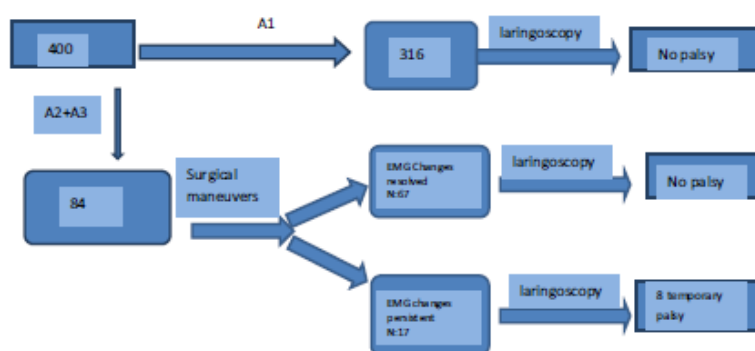 A1
400
316
laringoscopy
No palsy
A2+A3
84
Surgical
maneuvers
EMG Changes
resolved
N:67
laringoscopy
No palsy
EMG changes
persistent
N:17
laringoscopy
8 temporary
palsy